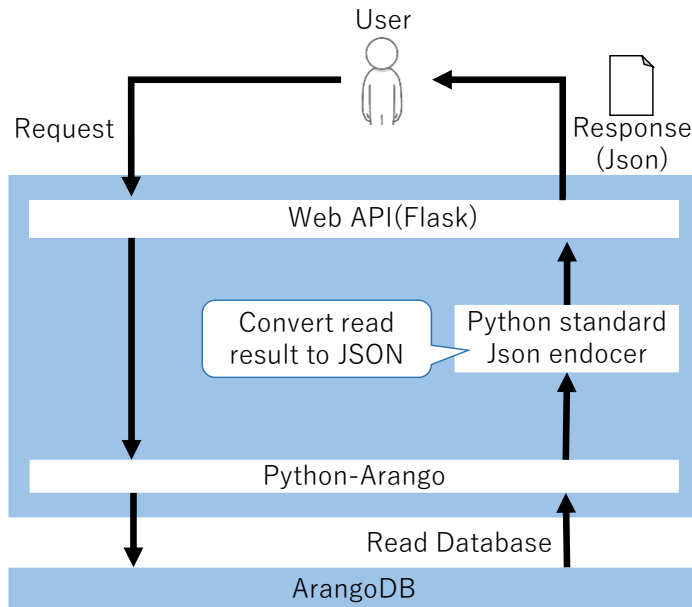 User
Request
Response
(Json)
Web API(Flask)
Convert read
result to JSON
Python standard
Json endocer
Python-Arango
Read Database
ArangoDB